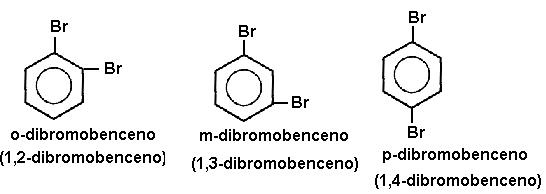 Br
Br
o-dibromobenceno
(1,2-dibromobenceno)
Br
Br
m-dibromobenceno
(1,3-dibromobenceno)
Br
Br
p-dibromobenceno
(1,4-dibromobenceno)